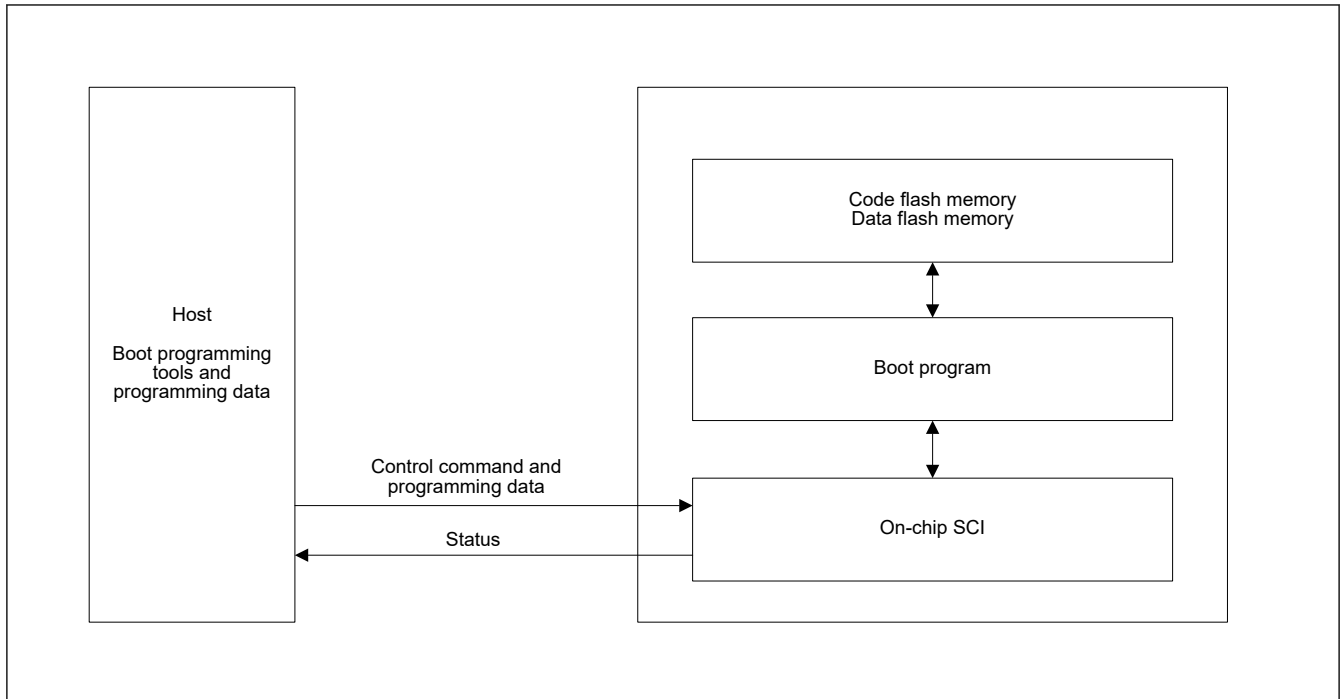 Host
Boot programming
tools and
programming data
Control command and
programming data
Status
Code flash memory
Data flash memory
Boot program
On-chip SCI